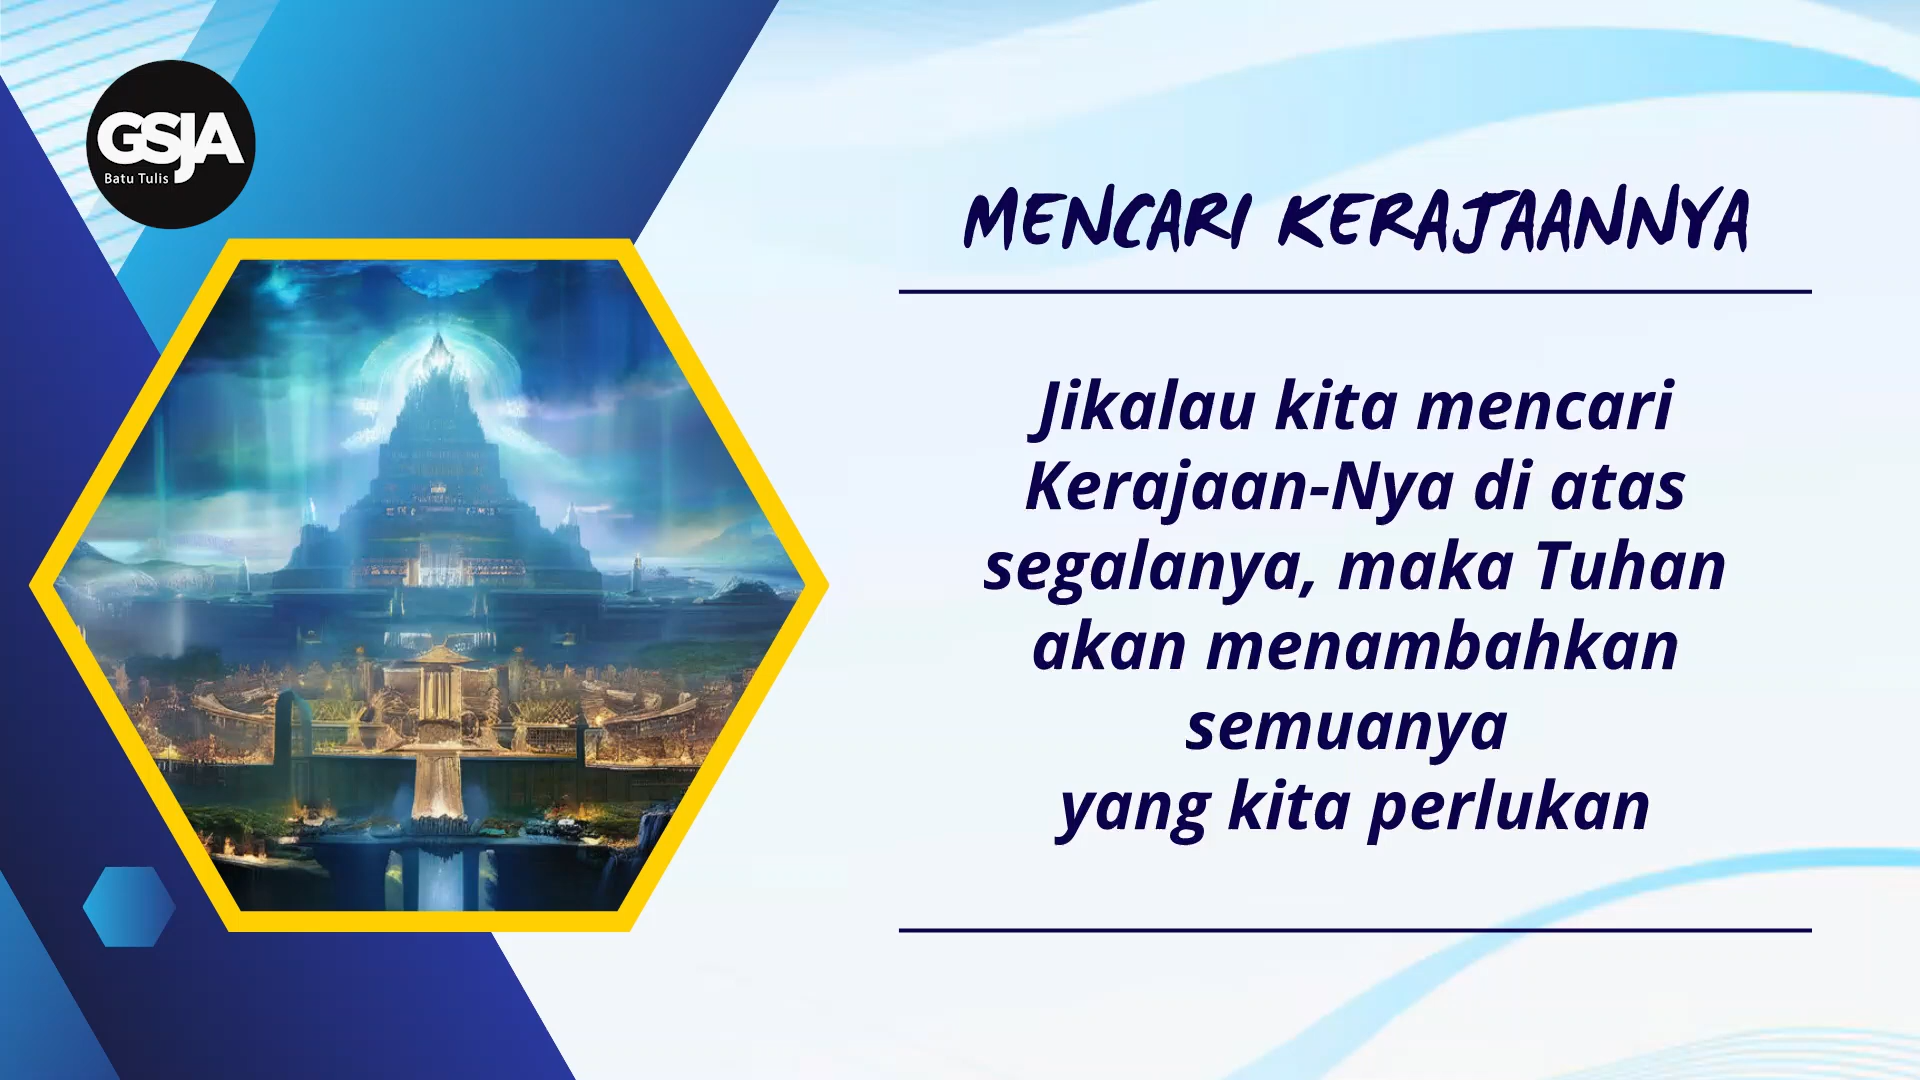 GSJA
Batu Tulis
MENCARI KERAJAANNYA
Jikalau kita mencari
Kerajaan-Nya di atas
segalanya, maka Tuhan
akan menambahkan
semuanya
yang kita perlukan